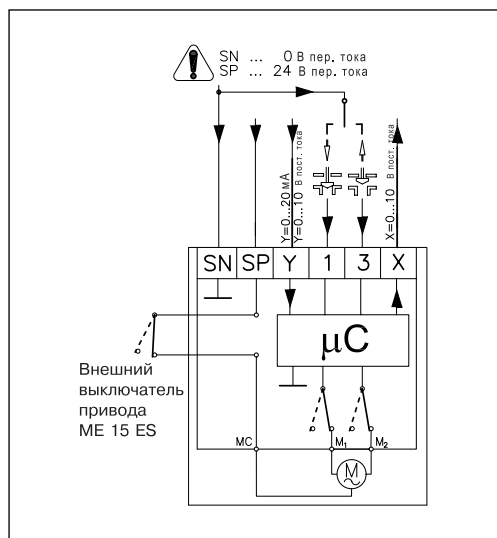 SN ... 0 В пер. тока
SP ... 24 В пер. тока
Y=0...20 мА
Y=0...10 В пост. тока
X=0...10 В пост. тока
SN SP Y 1 3 X
μC
Внешний
выключатель
привода
ME 15 ES
MC M1 M2
M